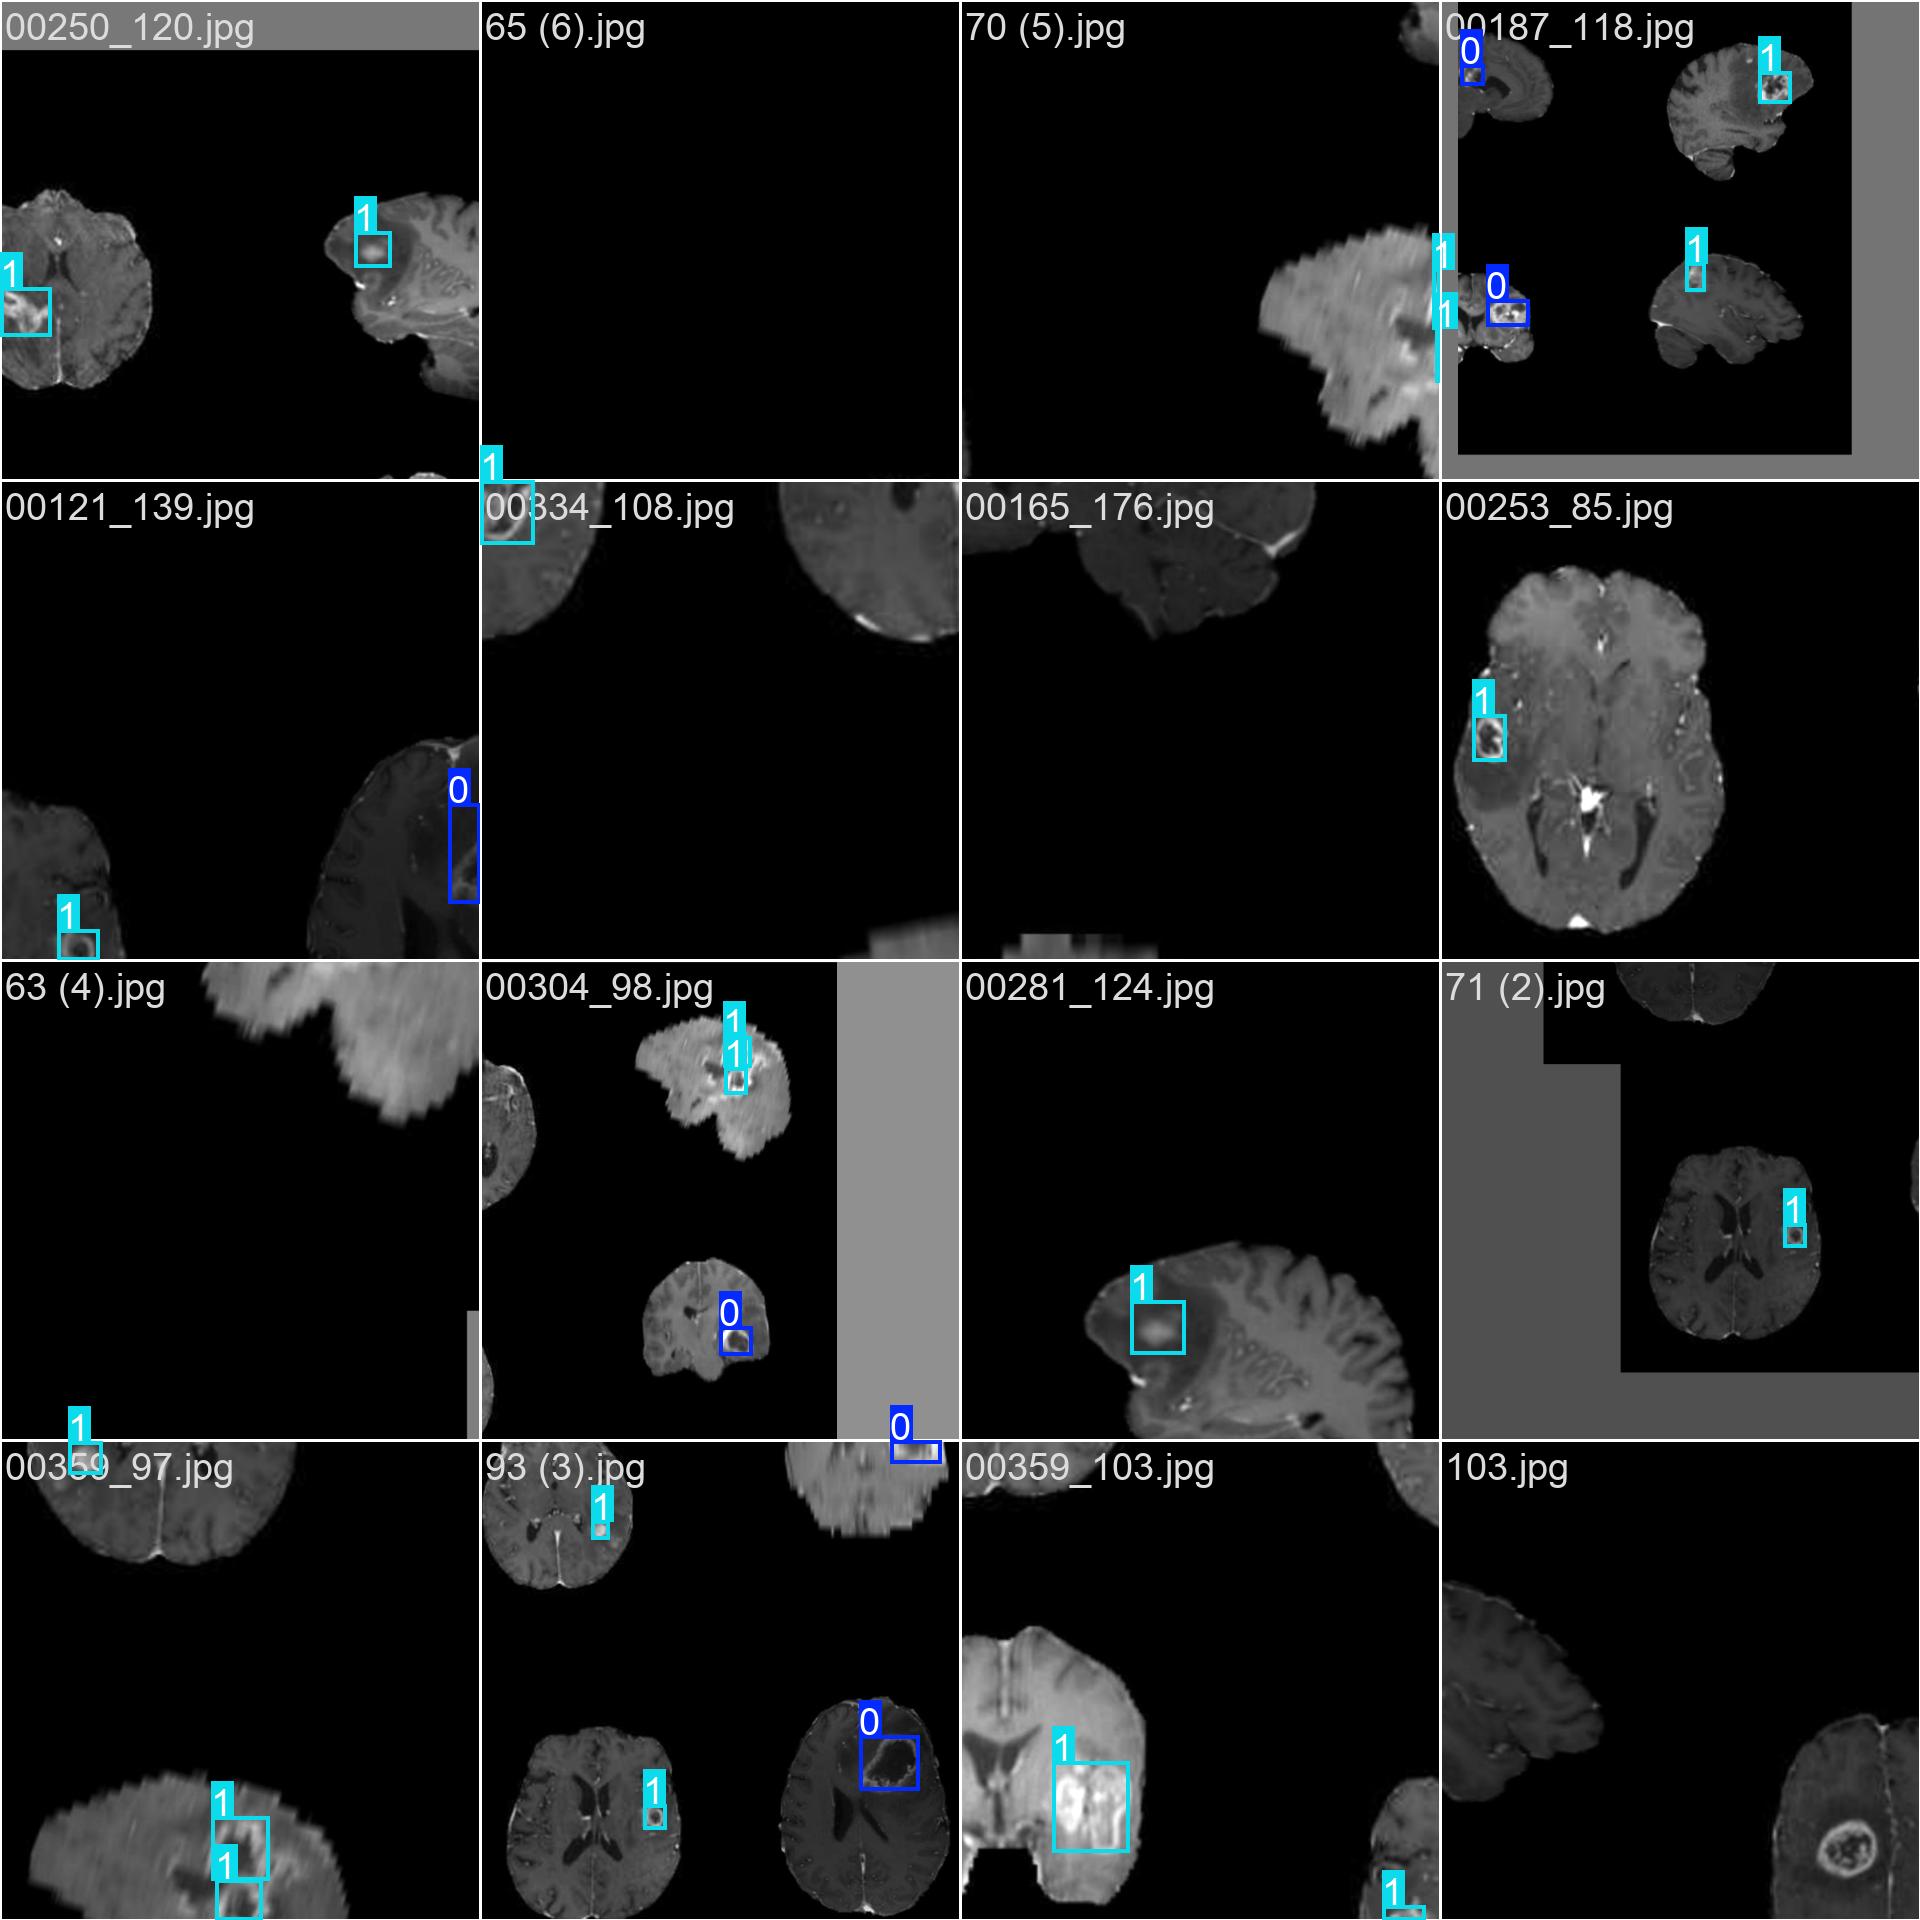 00250_120.jpg
65 (6).jpg
70 (5).jpg
00187_118.jpg
0
1
1
1
1
1
1
0
1
1
00121_139.jpg
00334_108.jpg
00165_176.jpg
00253_85.jpg
1
0
1
63 (4).jpg
00304_98.jpg
00281_124.jpg
71 (2).jpg
1
1
1
1
0
1
0
00359_97.jpg
93 (3).jpg
00359_103.jpg
103.jpg
1
0
1
1
1
1
1